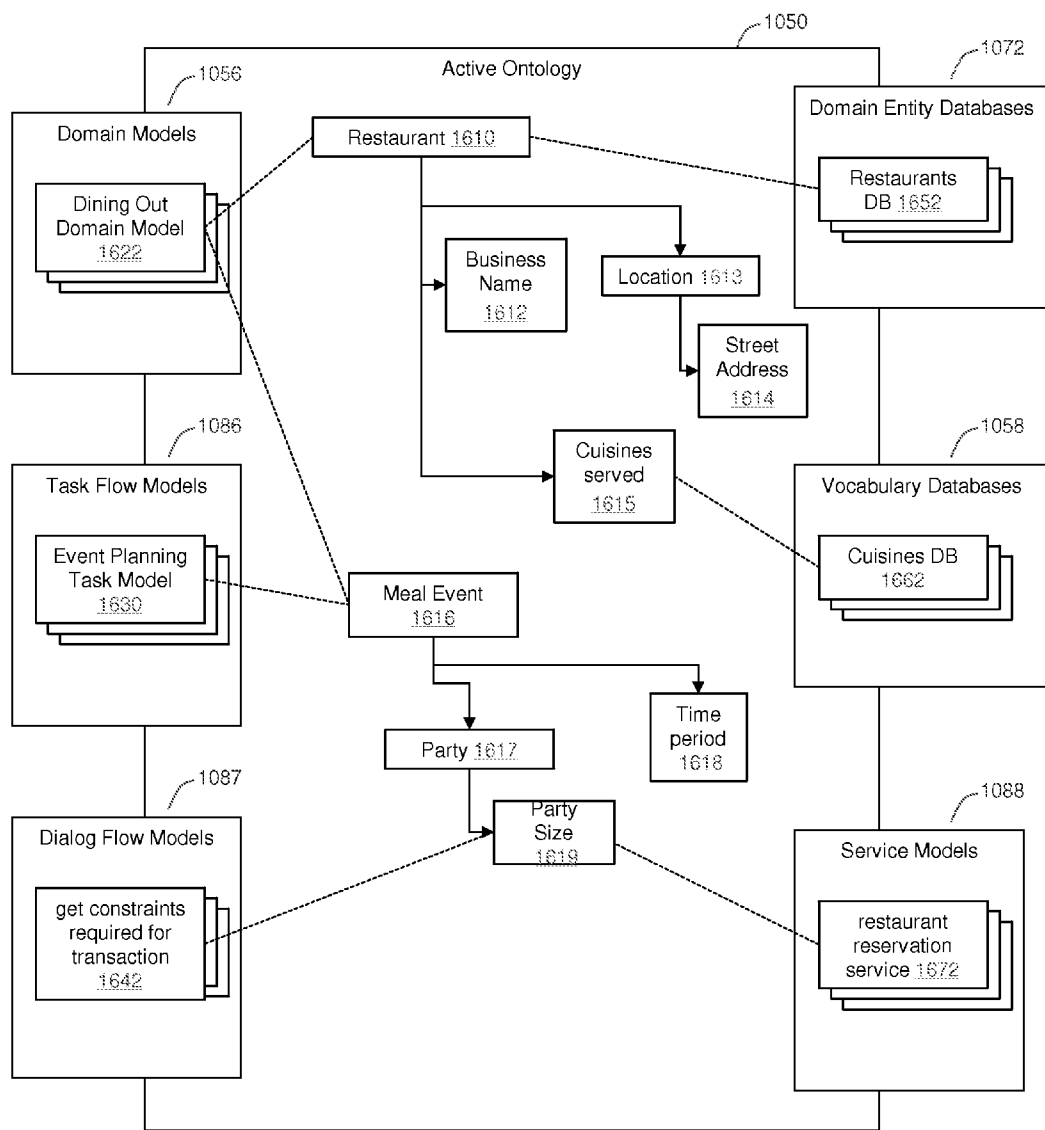 1050
Active Ontology
1056
Domain Models
Dining Out
Domain Model
1622
1072
Domain Entity Databases
Restaurants
DB 1652
Restaurant 1610
Business
Name
1612
Location 1613
Street
Address
1614
Cuisines
served
1615
1086
Task Flow Models
Event Planning
Task Model
1630
1058
Vocabulary Databases
Cuisines DB
1662
Meal Event
1616
Party 1617
Time
period
1618
Party
Size
1619
1087
Dialog Flow Models
get constraints
required for
transaction
1642
1088
Service Models
restaurant
reservation
service 1672